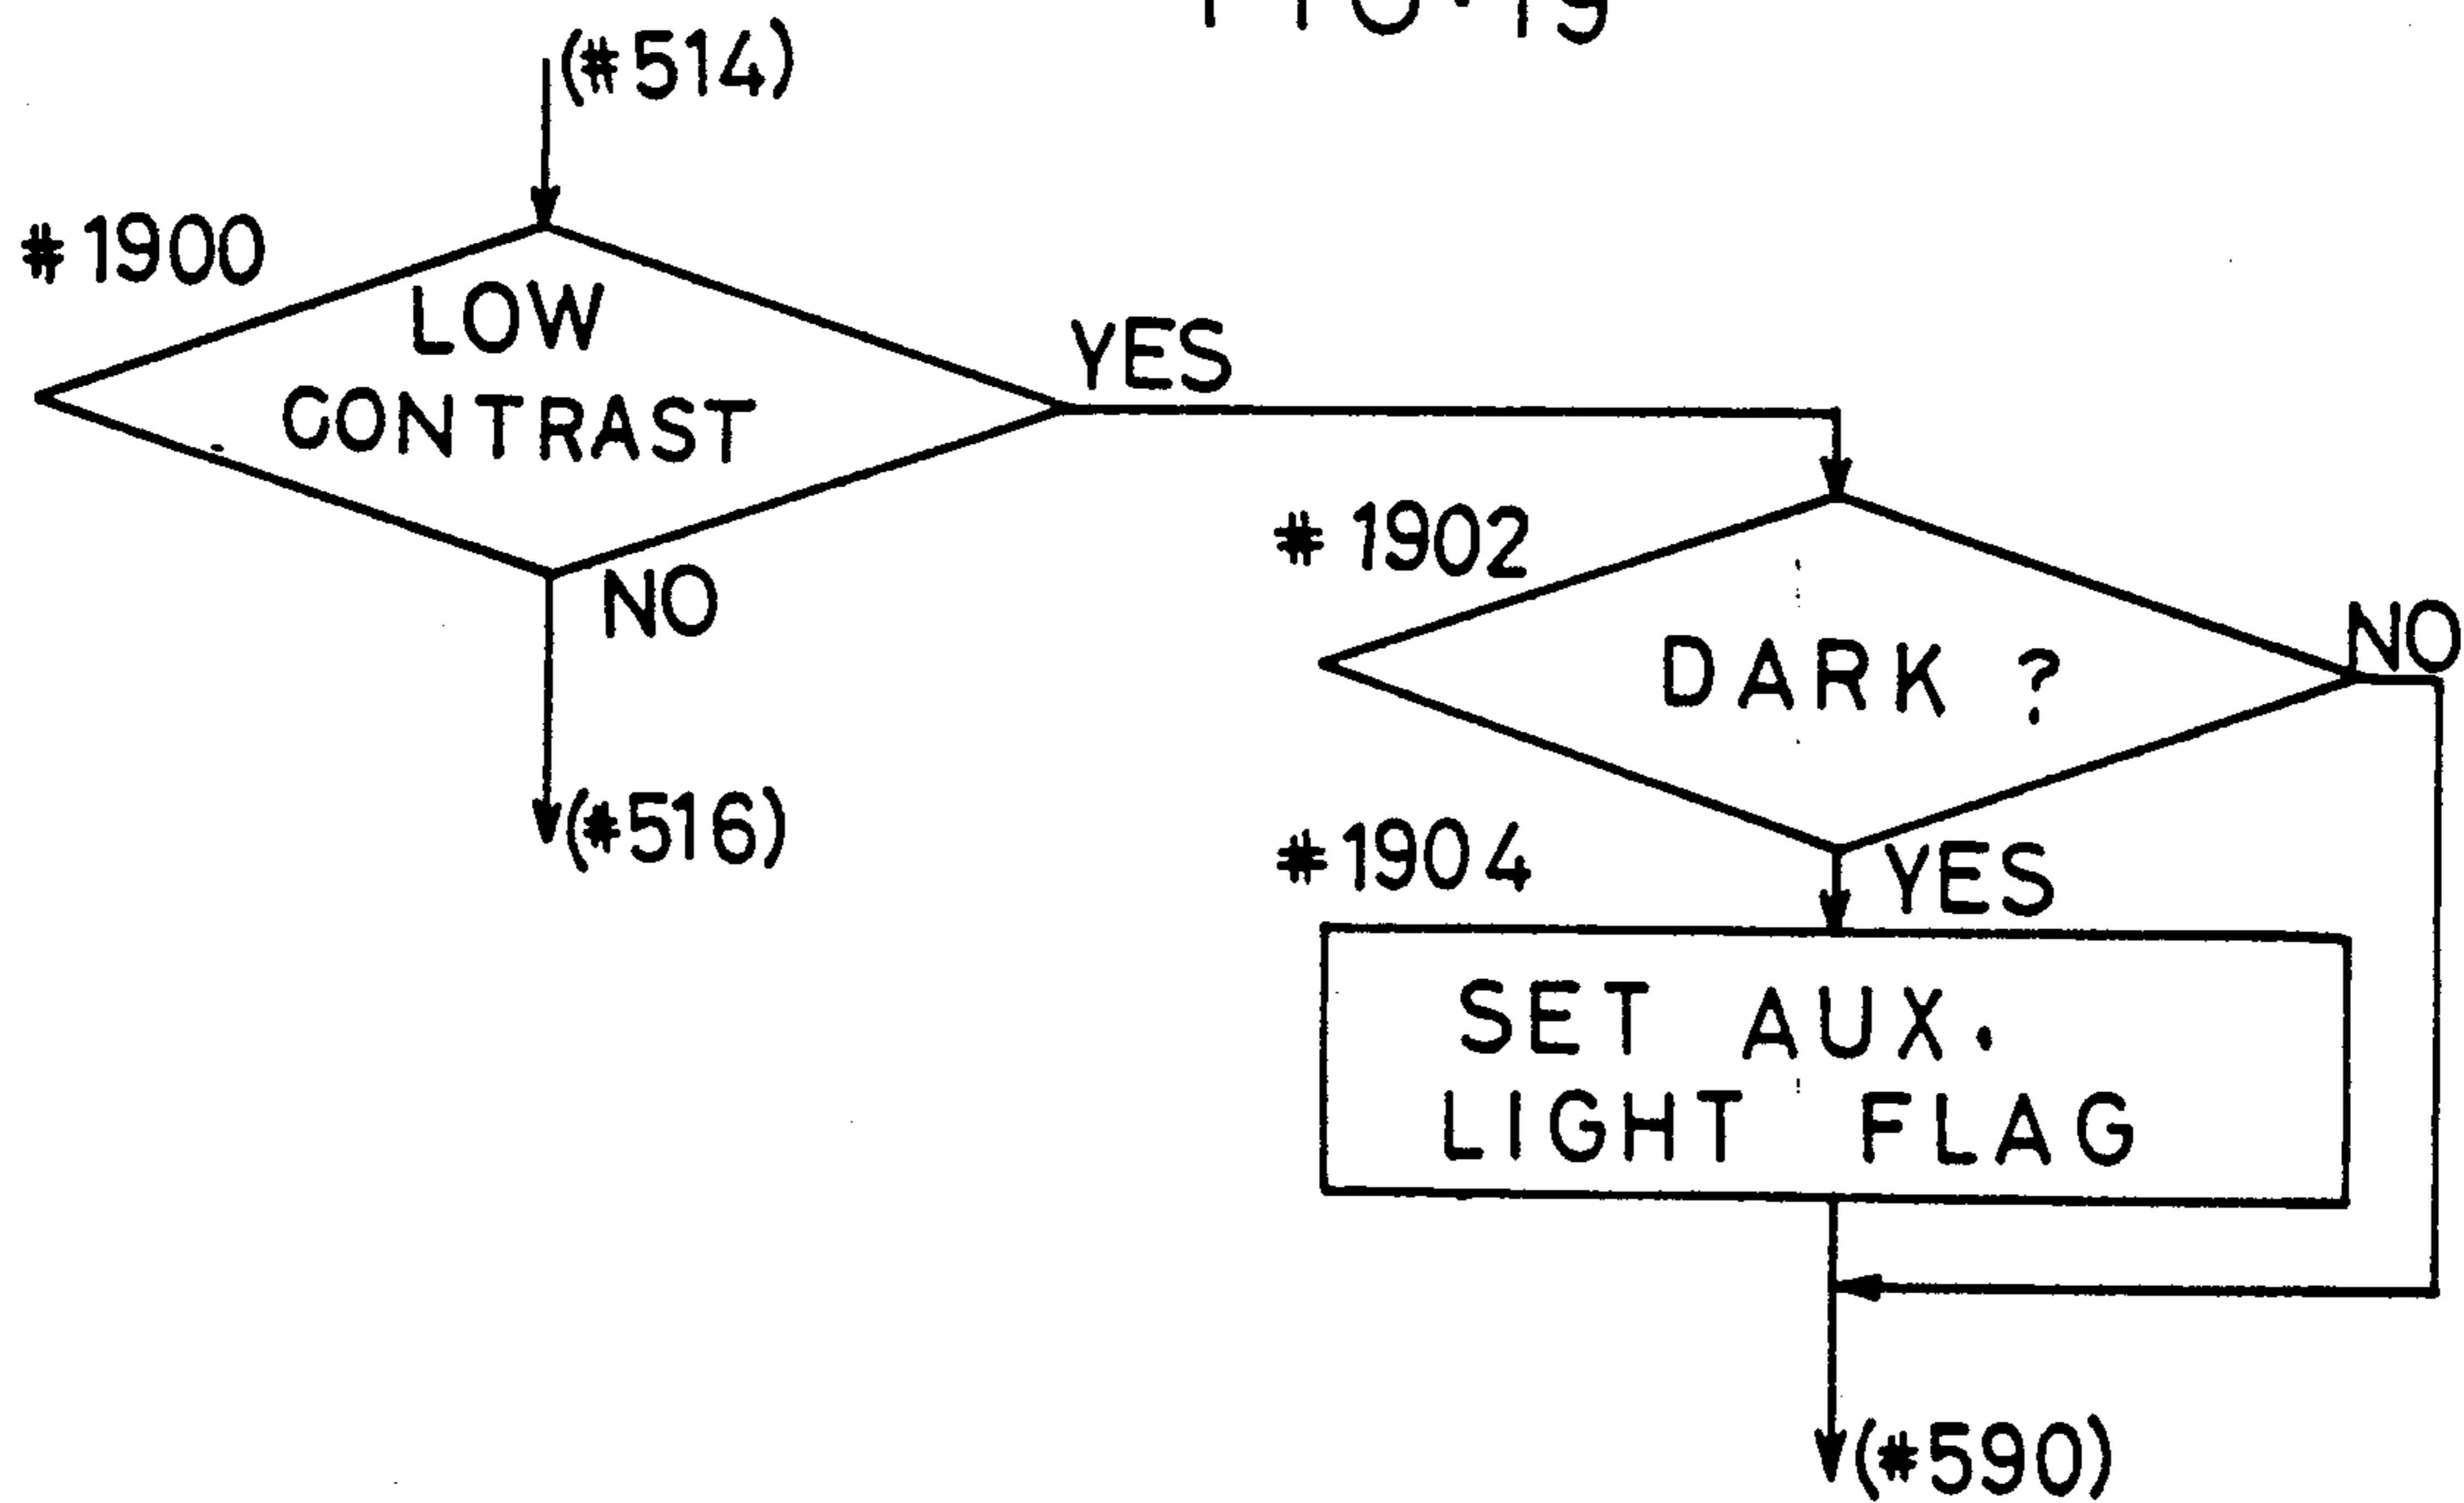 (#514)
#1900
LOW
CONTRAST
YES
NO
(#516)
#1902
DARK ?
NO
YES
#1904
SET AUX.
LIGHT FLAG
(#590)